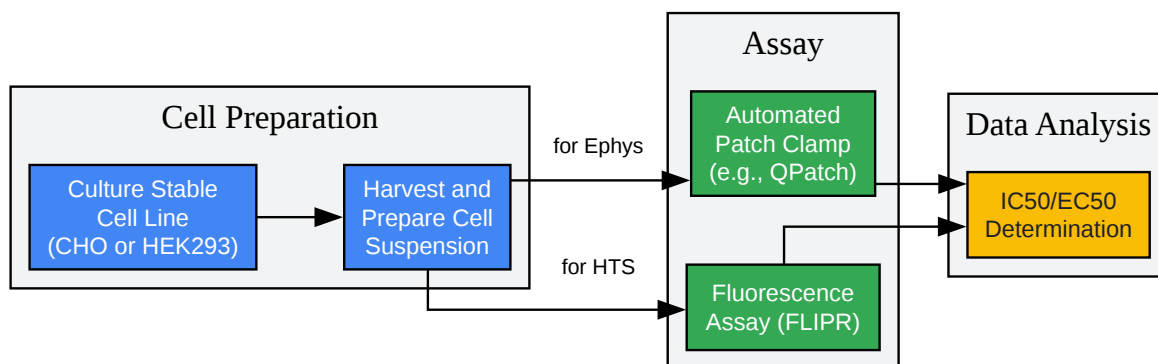 Cell Preparation
Culture Stable
Cell Line
(CHO or HEK293)
Harvest and
Prepare Cell
Suspension
for Ephys
for HTS
Assay
Automated
Patch Clamp
(e.g., QPatch)
Fluorescence
Assay (FLIPR)
Data Analysis
IC50/EC50
Determination